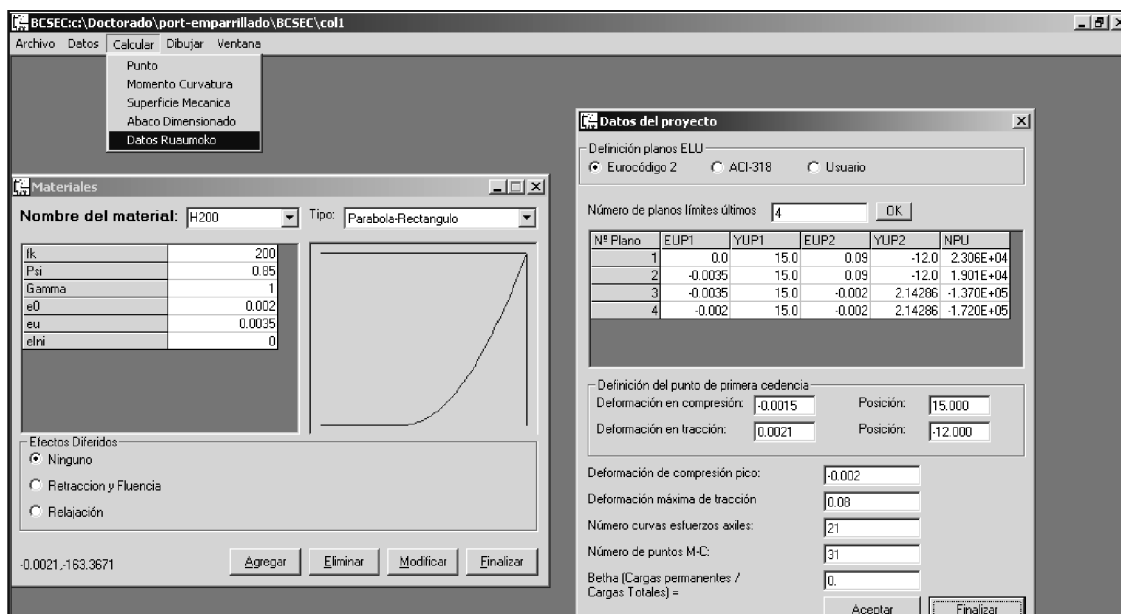 BCSEC:c:\Doctorado\port-emparrillado\BCSEC\col1
Archivo Datos Calcular Dibujar Ventana
Punto
Momento Curvatura
Superficie Mecanica
Abaco Dimensionado
Datos Ruaumoko
Materiales
Nombre del material: H200 Tipo: Parabola-Rectangulo
fk 200
Psi 0.85
Gamma 1
e0 0.002
eu 0.0035
eIni 0
Efectos Diferidos
Ninguno
Retraccion y Fluencia
Relajación
-0.0021,-163.3671 Agregar Eliminar Modificar Finalizar
Datos del proyecto
Definición planos ELU
Eurocódigo 2 ACI-318 Usuario
Número de planos límites últimos 4 OK
Nº Plano EUP1 YUP1 EUP2 YUP2 NPU
1 0.0 15.0 0.09 -12.0 2.306E+04
2 -0.0035 15.0 0.09 -12.0 1.901E+04
3 -0.0035 15.0 -0.002 2.14286 -1.370E+05
4 -0.002 15.0 -0.002 2.14286 -1.720E+05
Definición del punto de primera cedencia
Deformación en compresión: -0.0015 Posición: 15.000
Deformación en tracción: 0.0021 Posición: -12.000
Deformación de compresión pico: -0.002
Deformación máxima de tracción 0.08
Número curvas esfuerzos axiles: 21
Número de puntos M-C: 31
Betha (Cargas permanentes / Cargas Totales) = 0.
Aceptar Finalizar